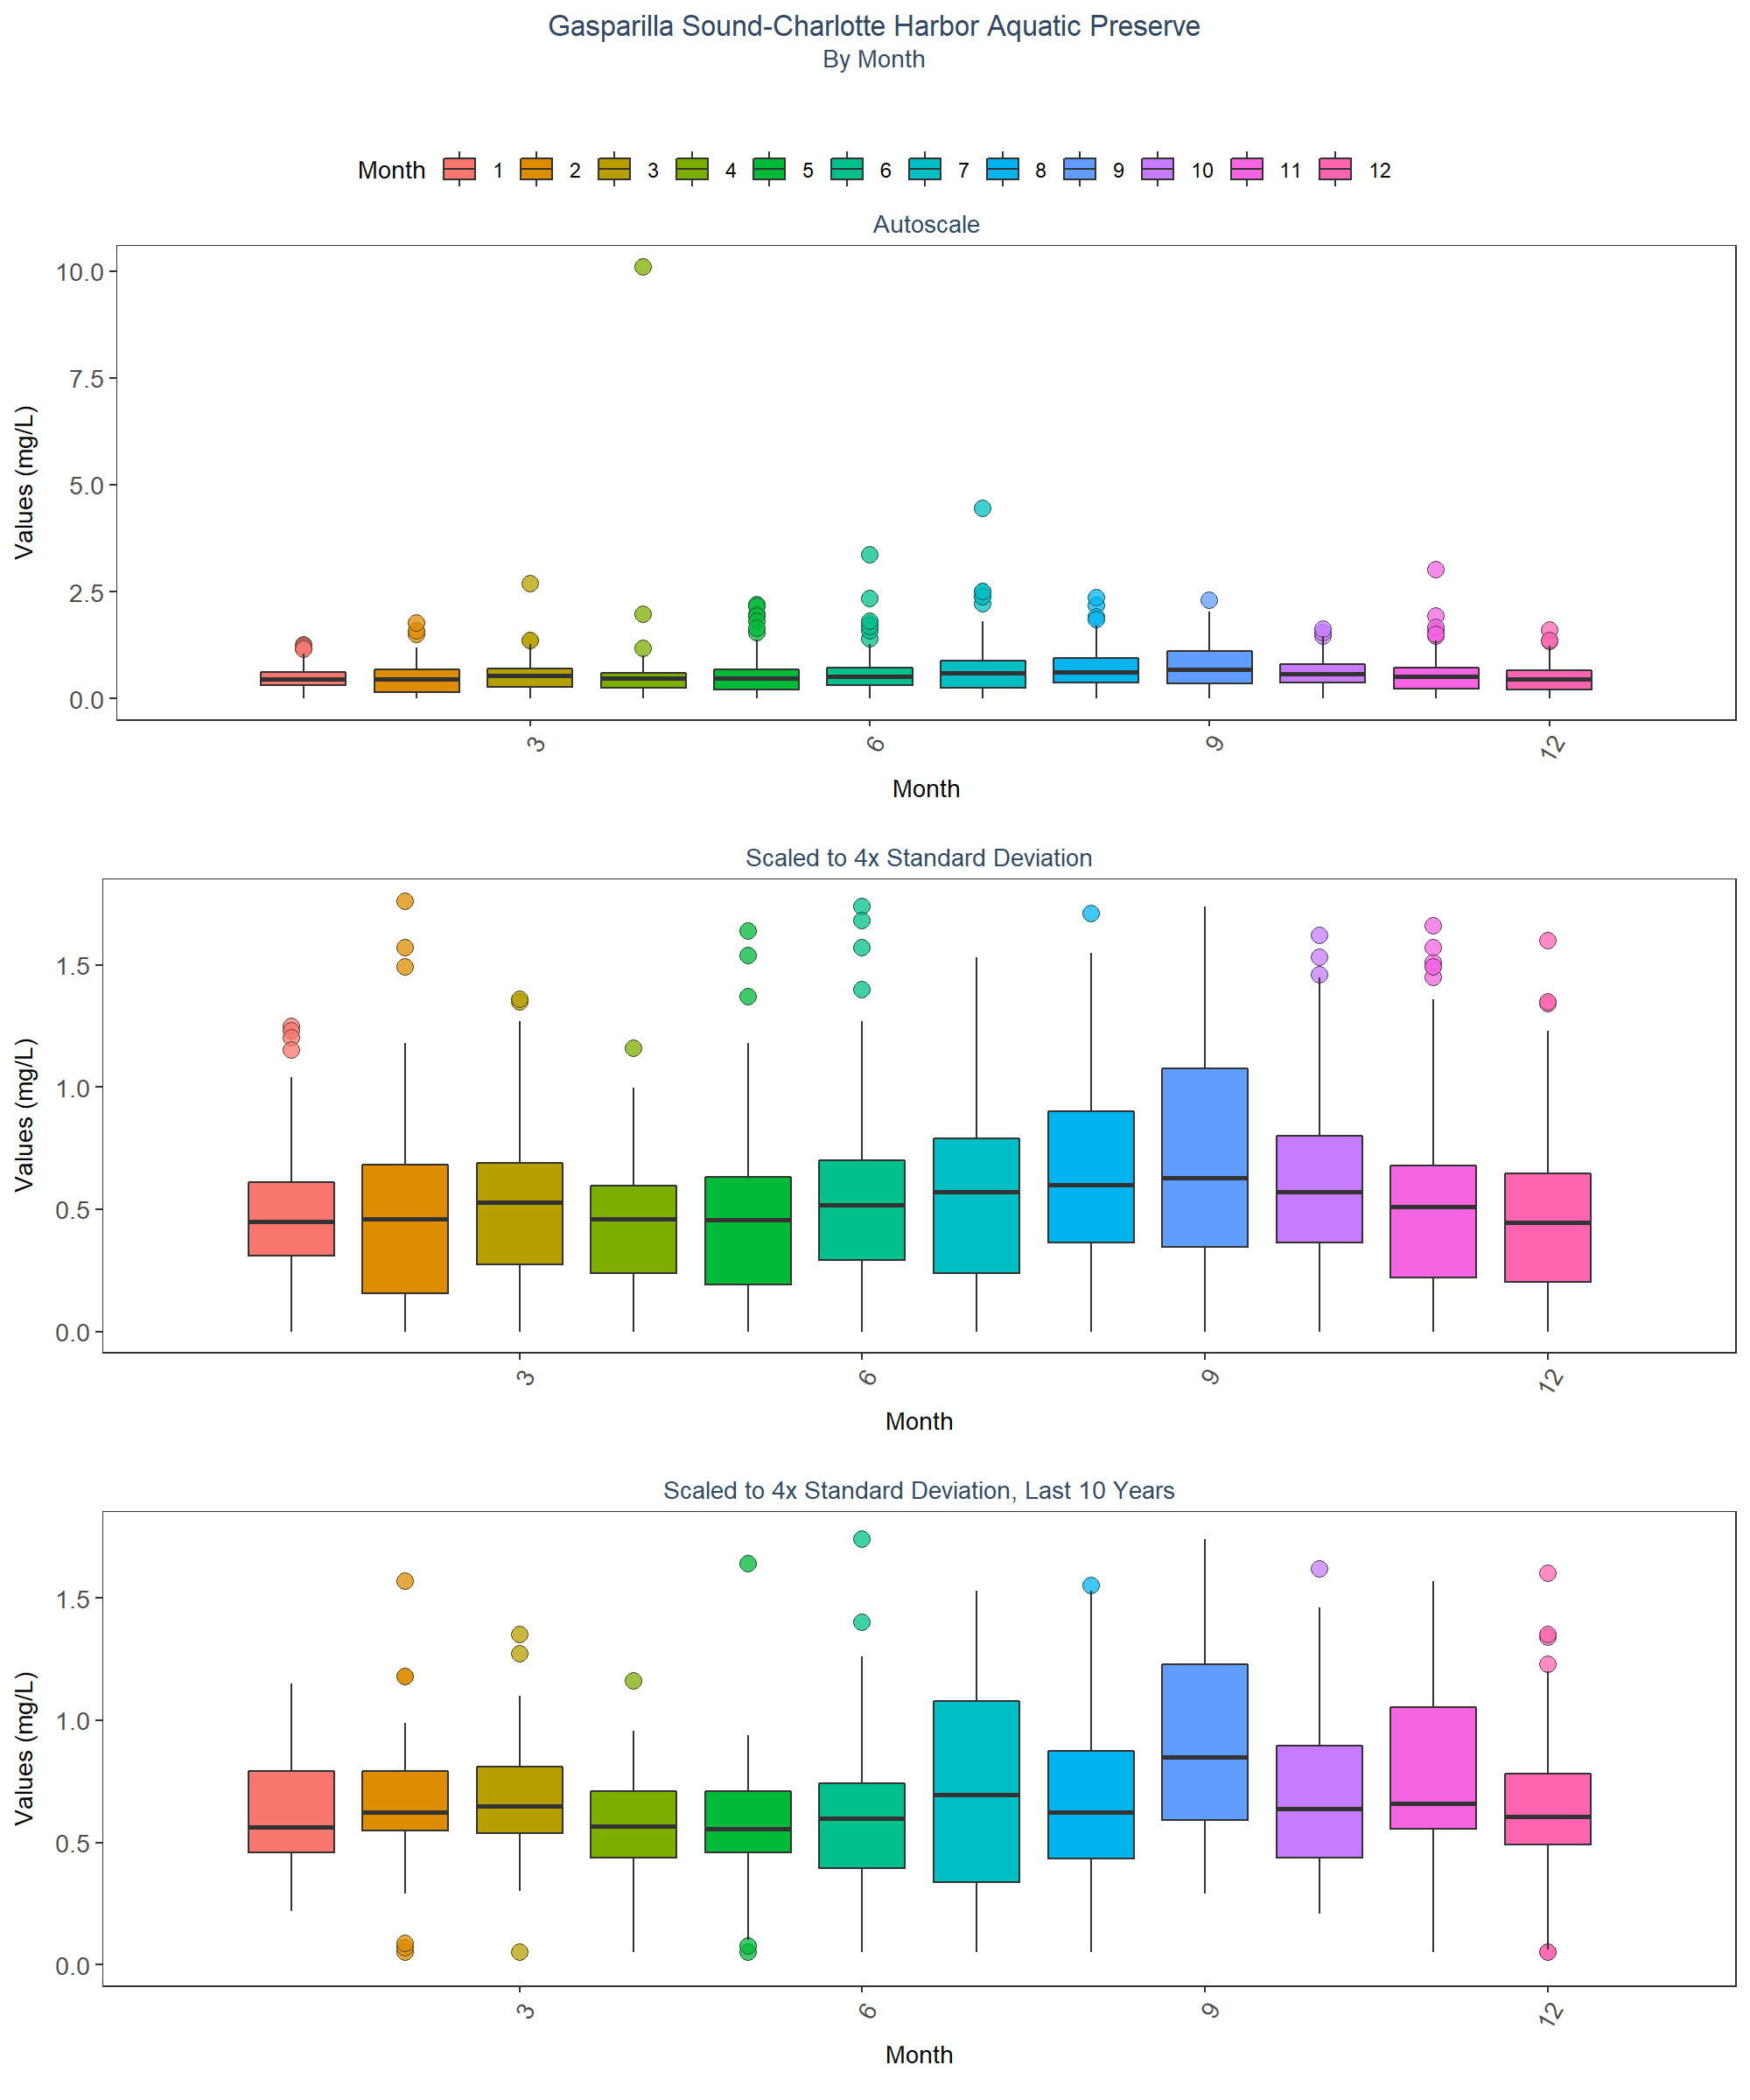 Gasparilla Sound-Charlotte Harbor Aquatic Preserve
By Month
Month 1 2 3 4 5 6 7 8 9 10 11 12
Autoscale
Values (mg/L)
10.0
7.5
5.0
2.5
0.0
3 6 9 12
Month
Scaled to 4x Standard Deviation
Values (mg/L)
1.5
1.0
0.5
0.0
3 6 9 12
Month
Scaled to 4x Standard Deviation, Last 10 Years
Values (mg/L)
1.5
1.0
0.5
0.0
3 6 9 12
Month